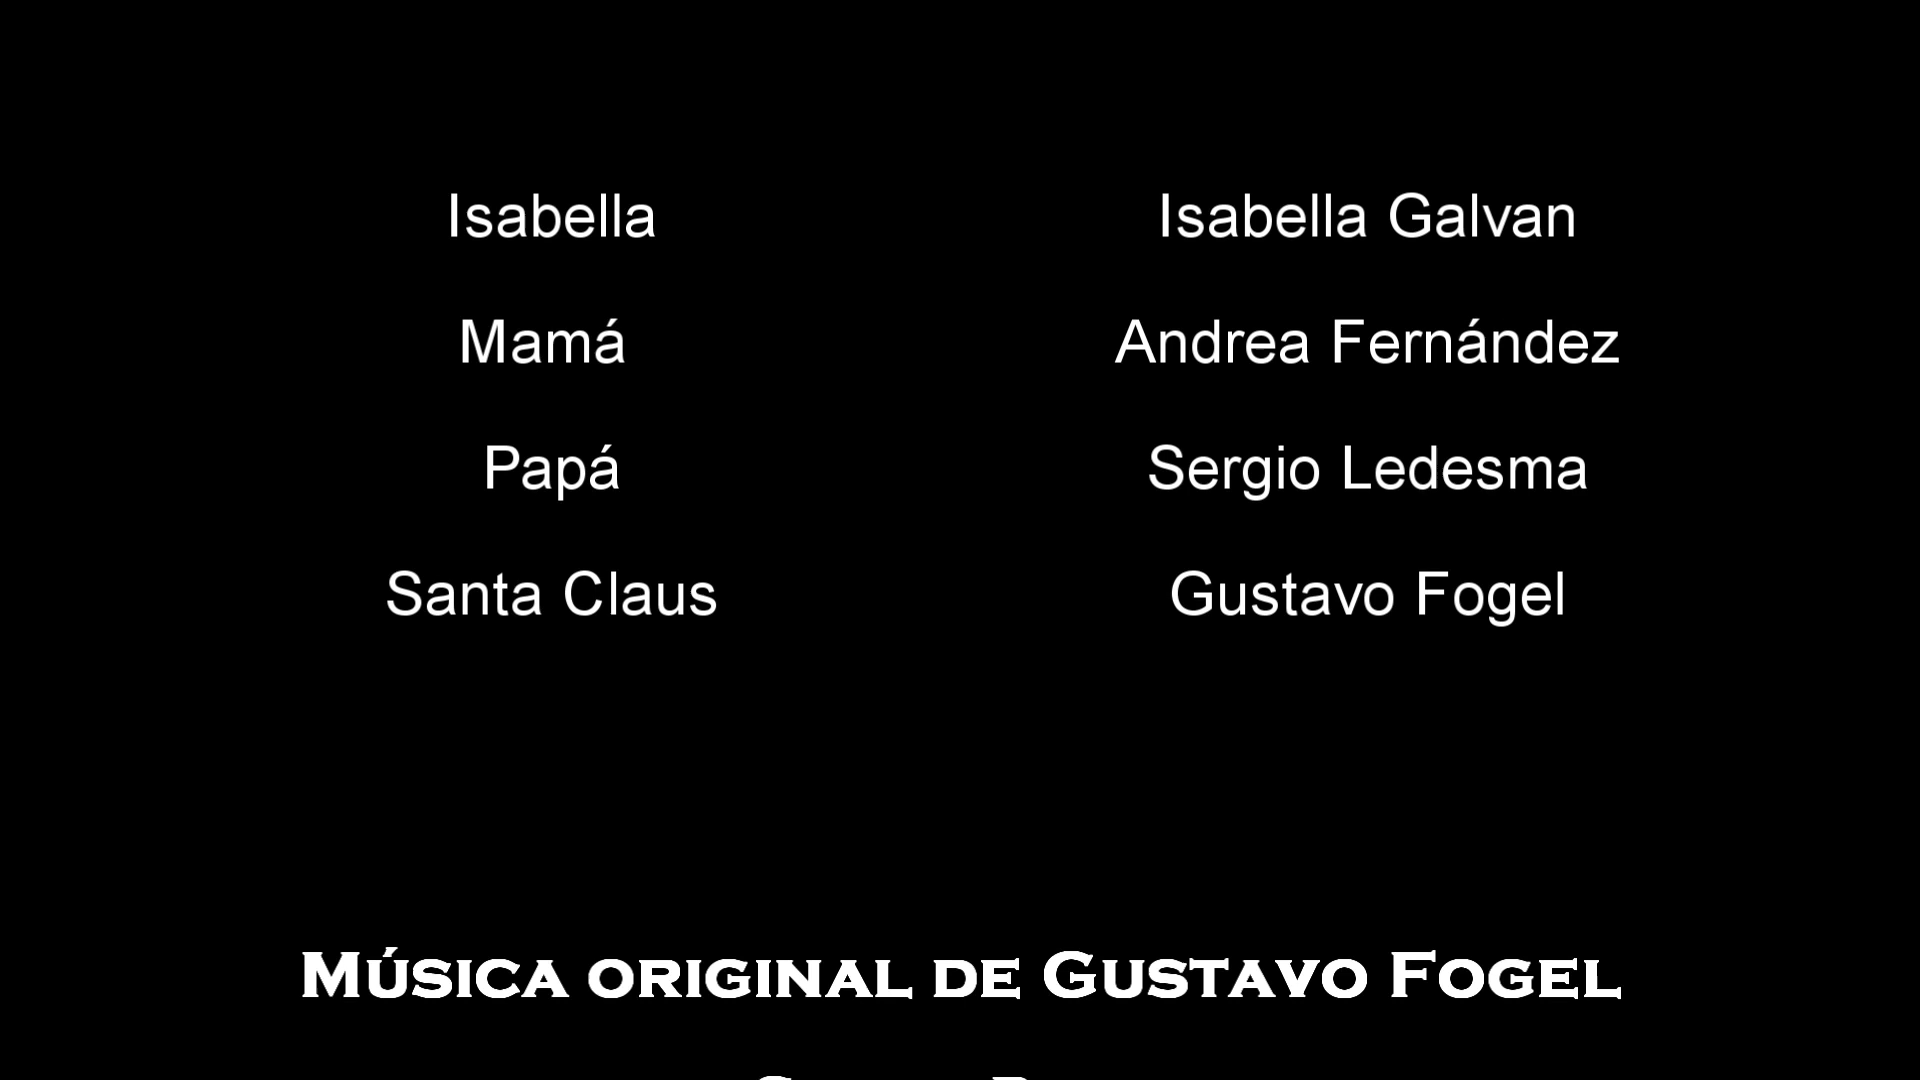 Isabella Isabella Galvan
Mamá Andrea Fernández
Papá Sergio Ledesma
Santa Claus Gustavo Fogel
Música original de Gustavo Fogel